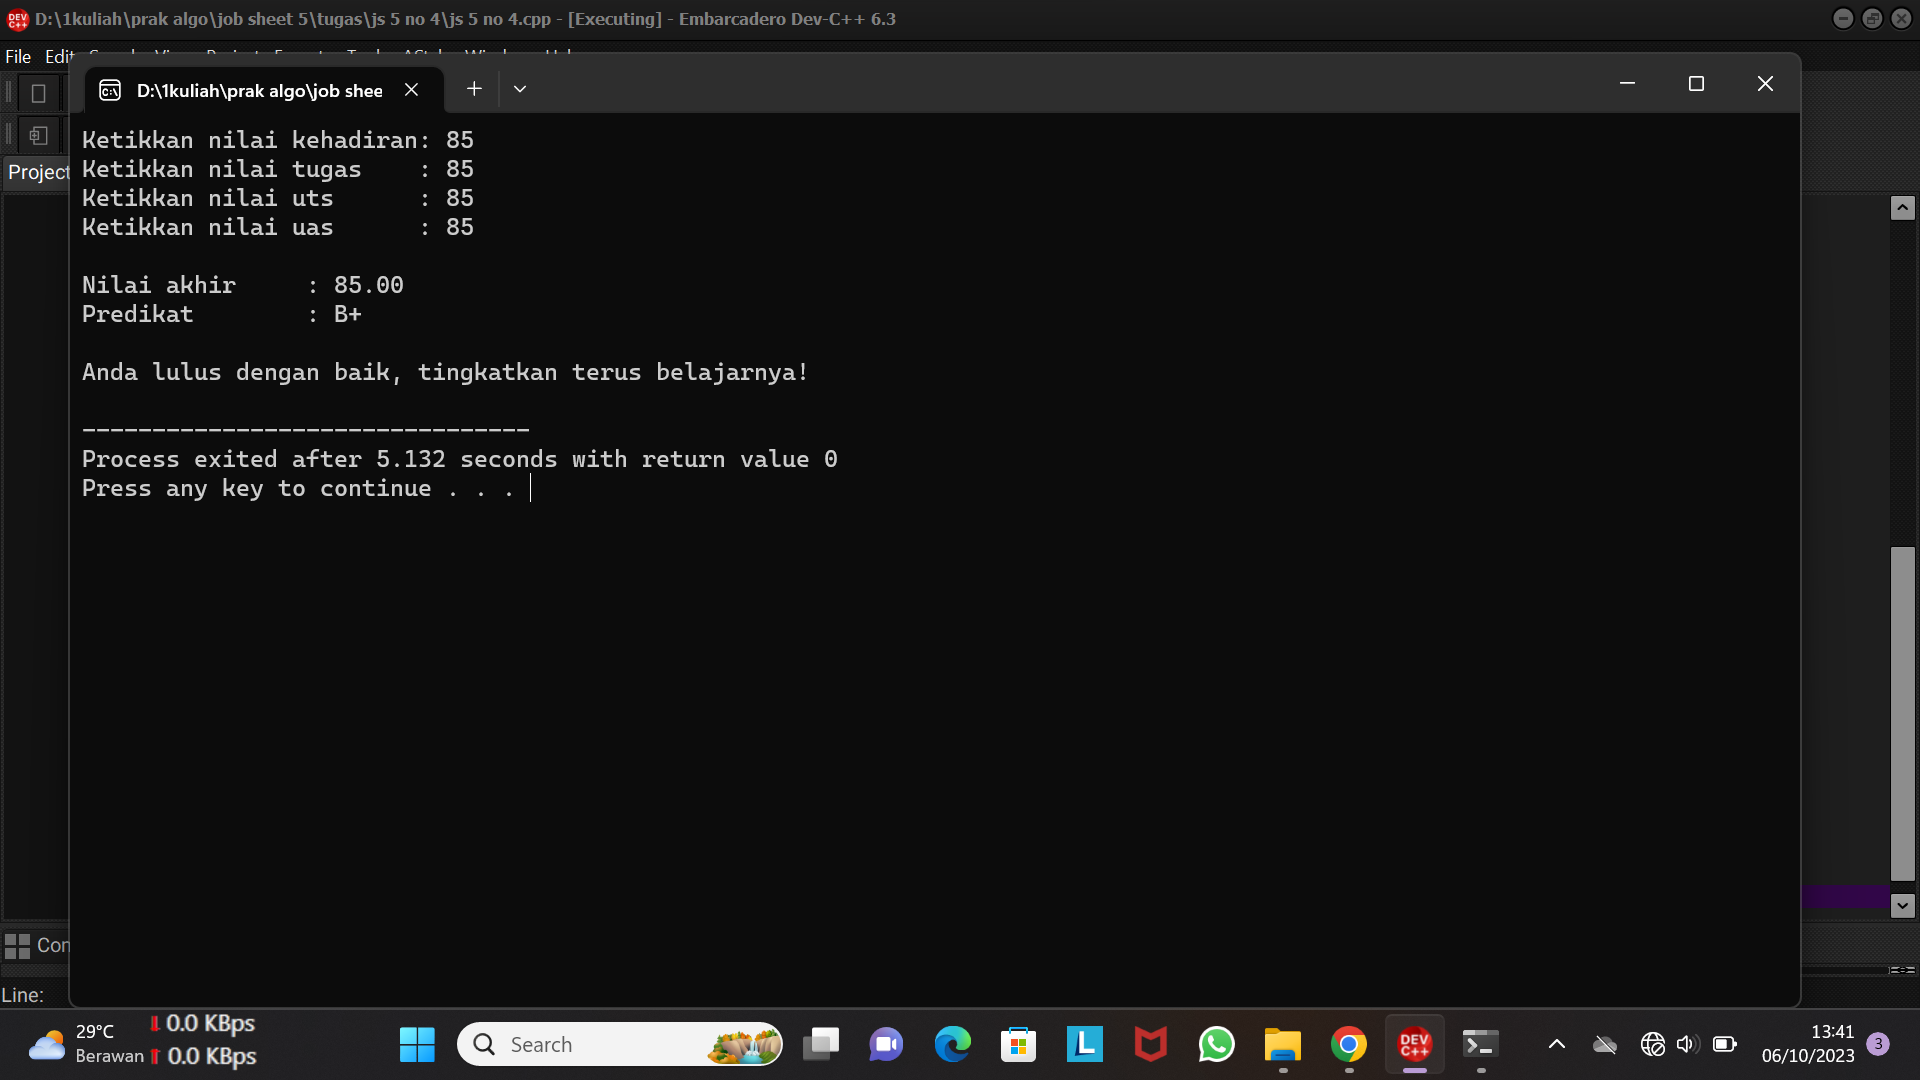 D:\1kuliah\prak algo\job sheet 5\tugas\js 5 no 4\js 5 no 4.cpp - [Executing] - Embarcadero Dev-C++ 6.3
File Edit
D:\1kuliah\prak algo\job shee
Project
Ketikkan nilai kehadiran: 85
Ketikkan nilai tugas    : 85
Ketikkan nilai uts      : 85
Ketikkan nilai uas      : 85
Nilai akhir     : 85.00
Predikat        : B+
Anda lulus dengan baik, tingkatkan terus belajarnya!
--------------------------------
Process exited after 5.132 seconds with return value 0
Press any key to continue . . .
Line:
29°C
Berawan
0.0 KBps
0.0 KBps
Search
DEV C++
13:41
06/10/2023
3